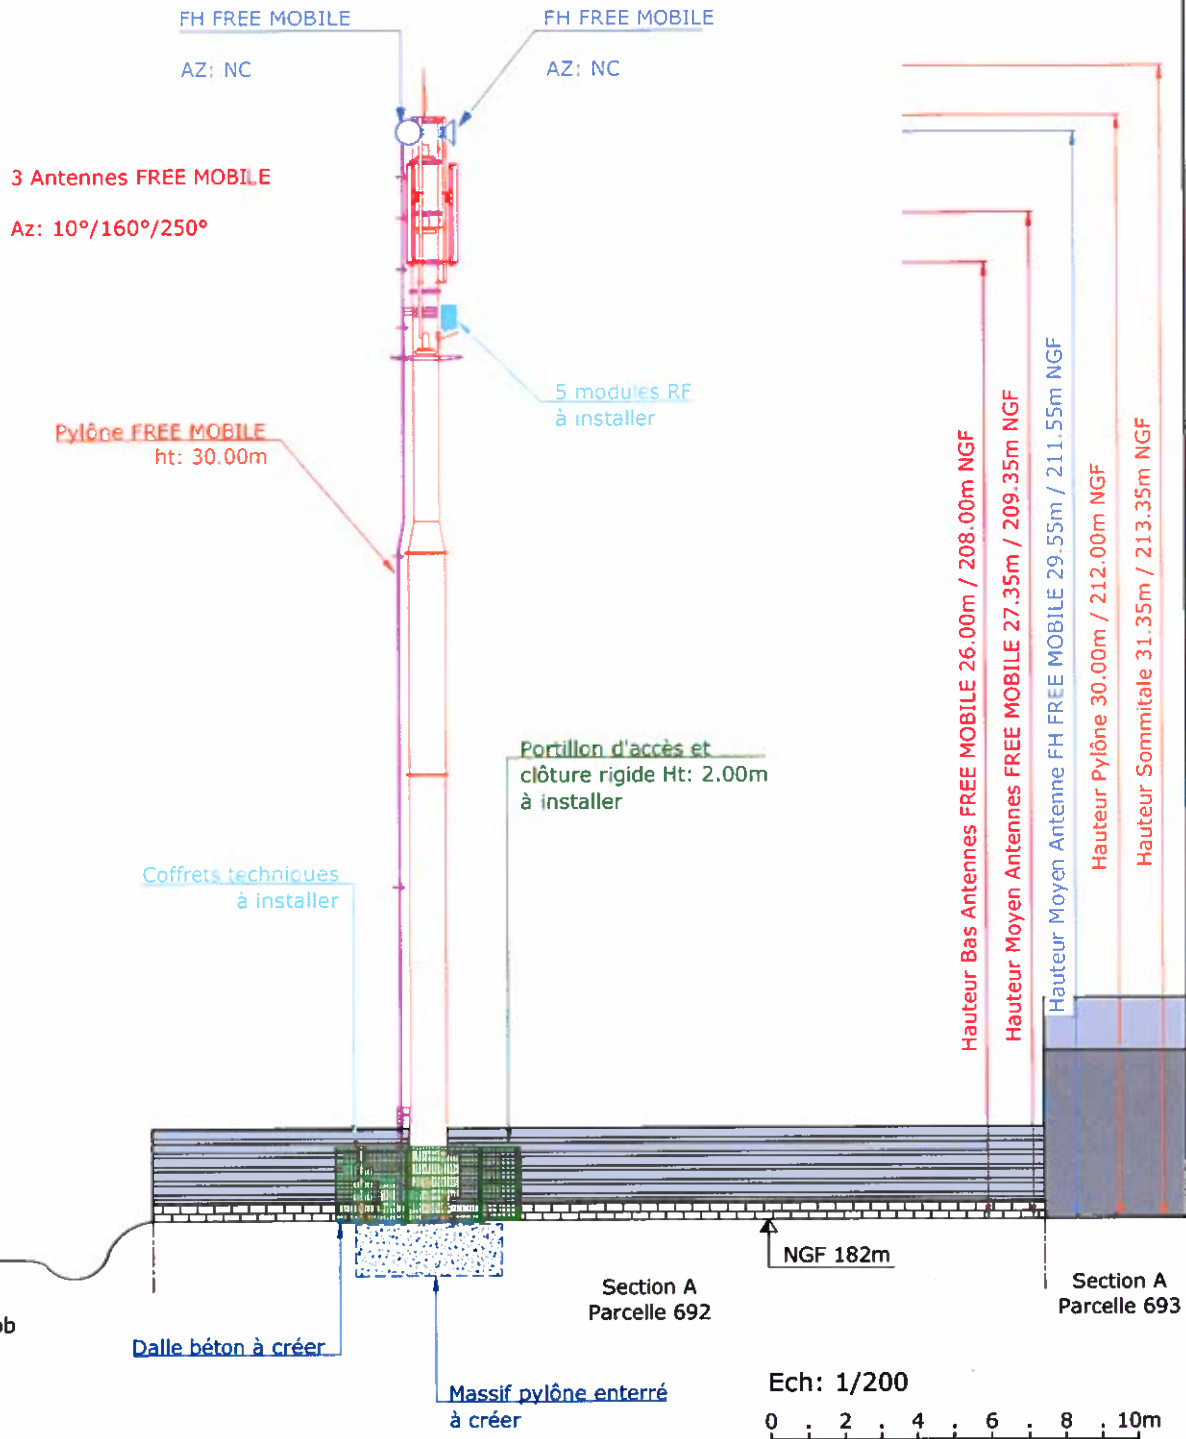 FH FREE MOBILE
AZ: NC
FH FREE MOBILE
AZ: NC
3 Antennes FREE MOBILE
Az: 10°/160°/250°
5 modules RF
à installer
Pylône FREE MOBILE
ht: 30.00m
Portillon d'accès et
clôture rigide Ht: 2.00m
à installer
Coffrets techniques
à installer
Hauteur Bas Antennes FREE MOBILE 26.00m / 208.00m NGF
Hauteur Moyen Antennes FREE MOBILE 27.35m / 209.35m NGF
Hauteur Moyen Antenne FH FREE MOBILE 29.55m / 211.55m NGF
Hauteur Pylône 30.00m / 212.00m NGF
Hauteur Sommitale 31.35m / 213.35m NGF
NGF 182m
Section A
Parcelle 692
Section A
Parcelle 693
Dalle béton à créer
Massif pylône enterré
à créer
Ech: 1/200
0 . 2 . 4 . 6 . 8 . 10m